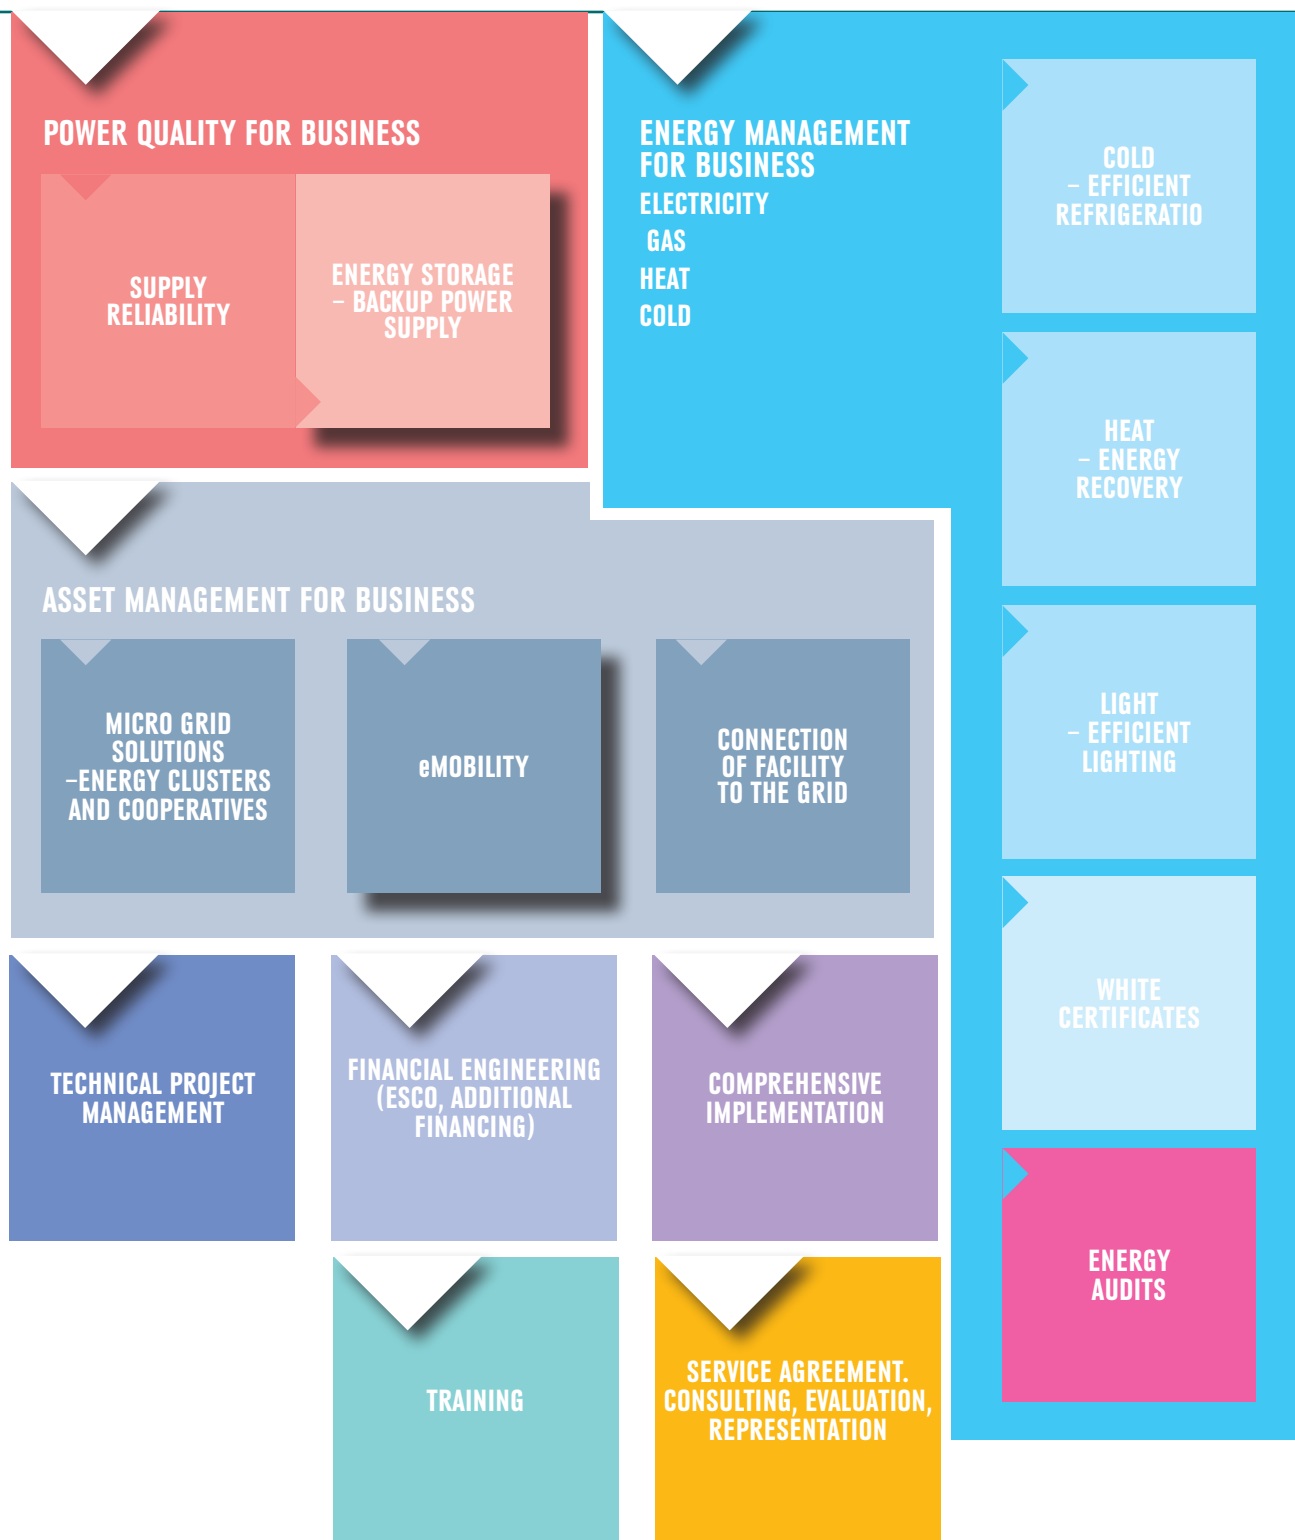 POWER QUALITY FOR BUSINESS
SUPPLY
RELIABILITY
ENERGY STORAGE
– BACKUP POWER
SUPPLY
ENERGY MANAGEMENT
FOR BUSINESS
ELECTRICITY
GAS
HEAT
COLD
COLD
– EFFICIENT
REFRIGERATIO
HEAT
– ENERGY
RECOVERY
LIGHT
– EFFICIENT
LIGHTING
WHITE
CERTIFICATES
ENERGY
AUDITS
ASSET MANAGEMENT FOR BUSINESS
MICRO GRID
SOLUTIONS
–ENERGY CLUSTERS
AND COOPERATIVES
eMOBILITY
CONNECTION
OF FACILITY
TO THE GRID
TECHNICAL PROJECT
MANAGEMENT
FINANCIAL ENGINEERING
(ESCO, ADDITIONAL
FINANCING)
COMPREHENSIVE
IMPLEMENTATION
TRAINING
SERVICE AGREEMENT.
CONSULTING, EVALUATION,
REPRESENTATION